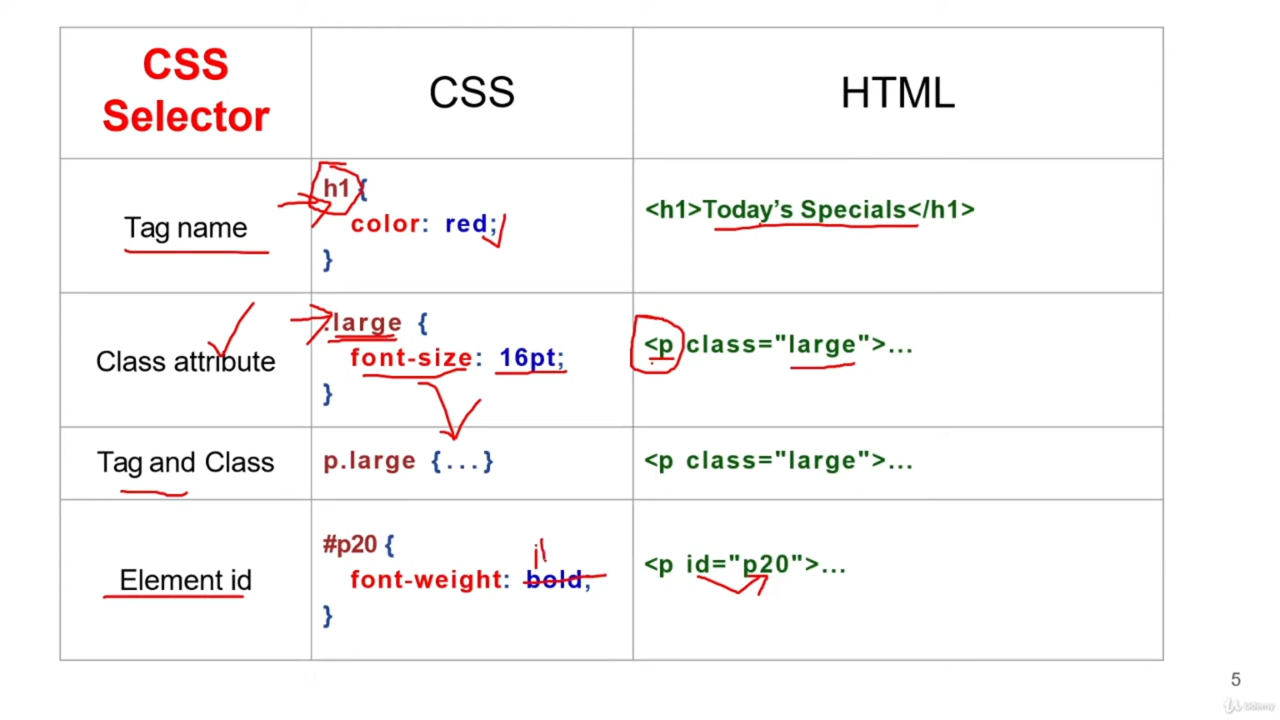 CSS
Selector
CSS
HTML
Tag name
h1 {
color: red;
}
<h1>Today’s Specials</h1>
Class attribute
.large {
font-size: 16pt;
}
<p class="large">...
Tag and Class
p.large {...}
<p class="large">...
Element id
#p20 {
font-weight: bold;
}
<p id="p20">...
5
Udemy